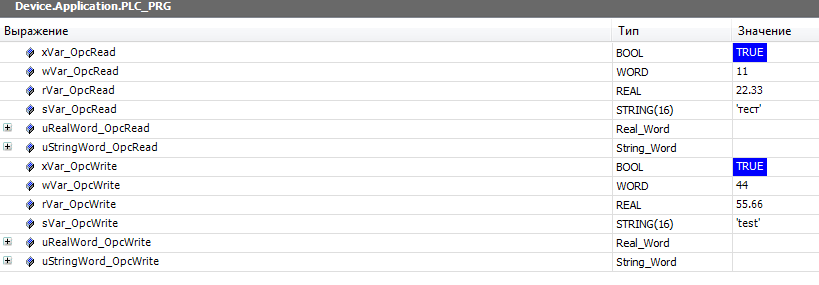 Device.Application.PLC_PRG
Выражение Тип Значение
xVar_OpcRead BOOL TRUE
wVar_OpcRead WORD 11
rVar_OpcRead REAL 22.33
sVar_OpcRead STRING(16) 'тест'
uRealWord_OpcRead Real_Word
uStringWord_OpcRead String_Word
xVar_OpcWrite BOOL TRUE
wVar_OpcWrite WORD 44
rVar_OpcWrite REAL 55.66
sVar_OpcWrite STRING(16) 'test'
uRealWord_OpcWrite Real_Word
uStringWord_OpcWrite String_Word